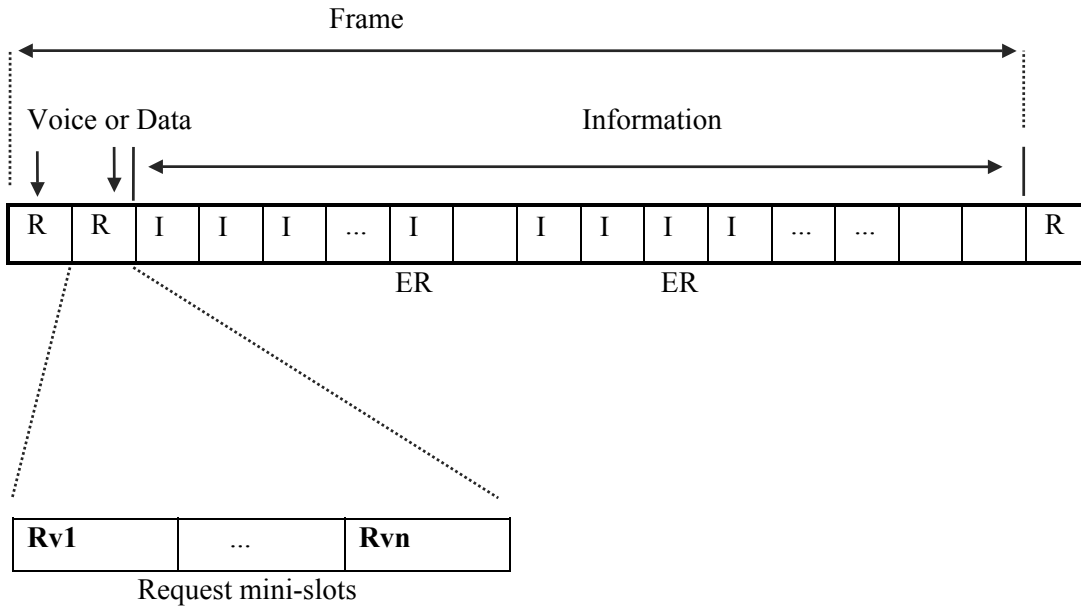 Frame
Voice or Data Information
R R I I I ... I I I I I ... ... R
ER ER
Rv1 ... Rvn
Request mini-slots